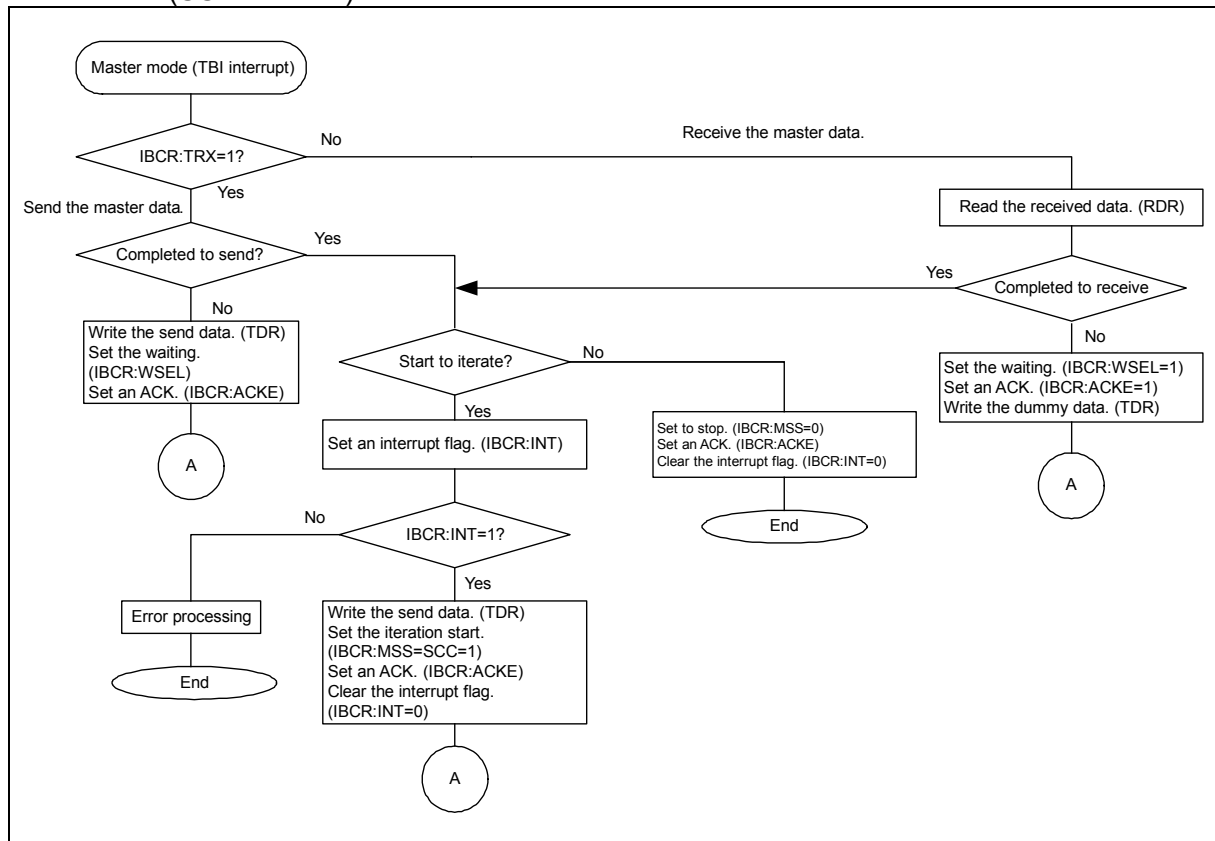 Master mode (TBI interrupt)
No
Receive the master data.
IBCR:TRX=1?
Yes
Send the master data.
Read the received data. (RDR)
Completed to send?
Yes
Yes
Completed to receive
No
No
Write the send data. (TDR)
Set the waiting.
(IBCR:WSEL)
Set an ACK. (IBCR:ACKE)
Start to iterate?
No
Set the waiting. (IBCR:WSEL=1)
Set an ACK. (IBCR:ACKE=1)
Write the dummy data. (TDR)
Yes
Set to stop. (IBCR:MSS=0)
Set an ACK. (IBCR:ACKE)
Clear the interrupt flag. (IBCR:INT=0)
Set an interrupt flag. (IBCR:INT)
A
A
No
IBCR:INT=1?
End
Yes
Error processing
Write the send data. (TDR)
Set the iteration start.
(IBCR:MSS=SCC=1)
Set an ACK. (IBCR:ACKE)
Clear the interrupt flag.
(IBCR:INT=0)
End
A